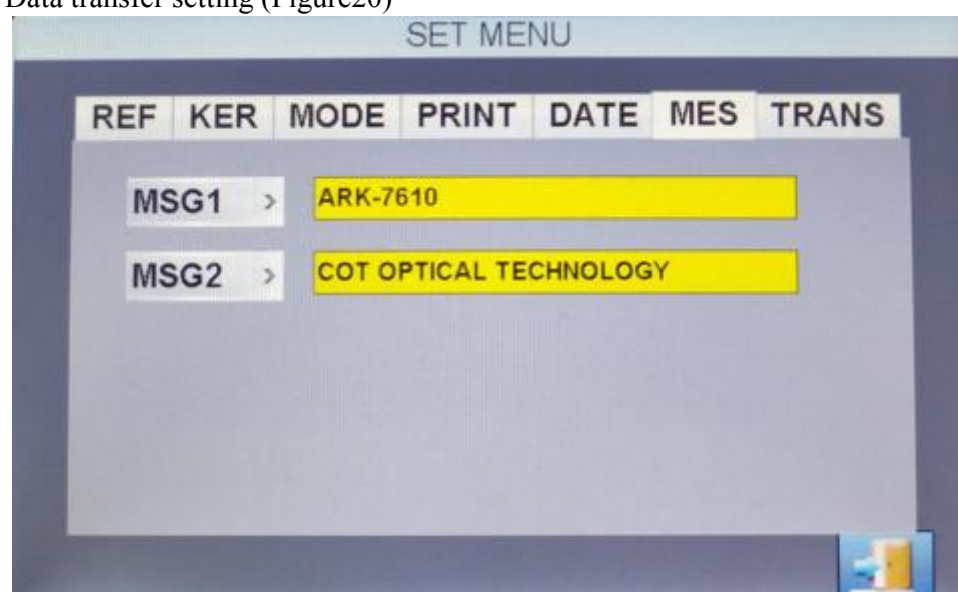 Data transfer setting (Figure20)
SET MENU
REF KER MODE PRINT DATE MES TRANS
MSG1 > ARK-7610
MSG2 > COT OPTICAL TECHNOLOGY